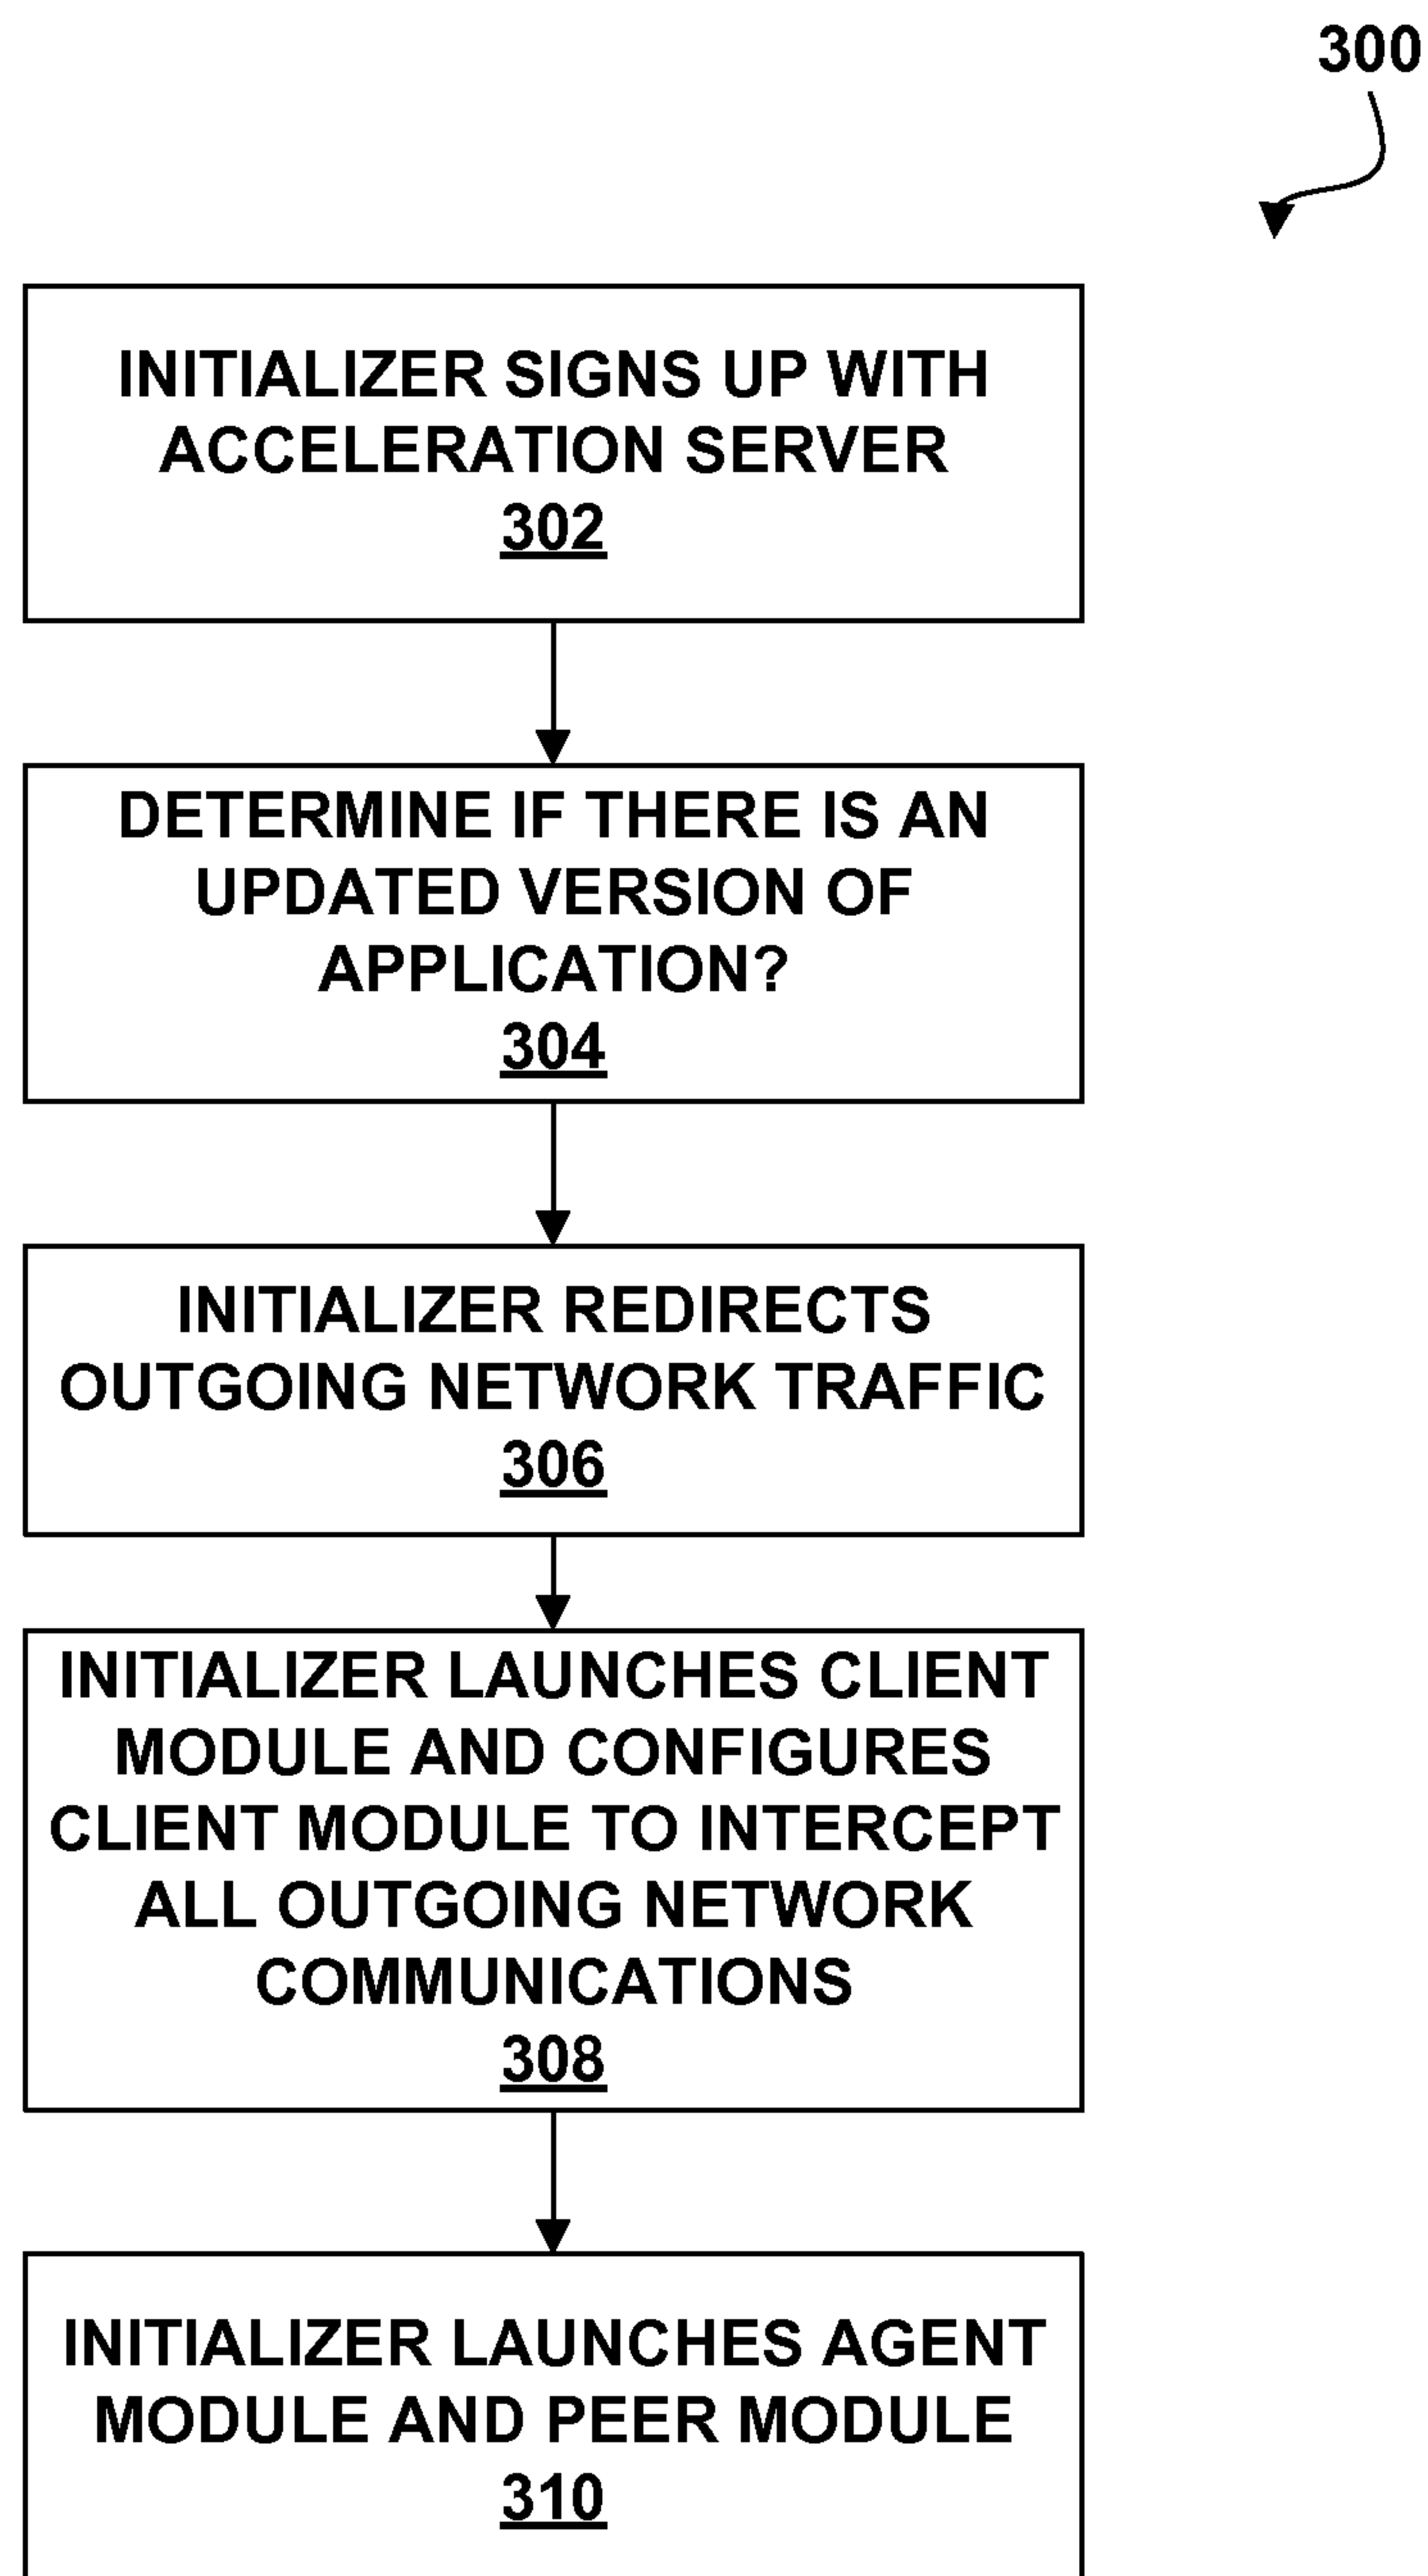 300
INITIALIZER SIGNS UP WITH
ACCELERATION SERVER
302
DETERMINE IF THERE IS AN
UPDATED VERSION OF
APPLICATION?
304
INITIALIZER REDIRECTS
OUTGOING NETWORK TRAFFIC
306
INITIALIZER LAUNCHES CLIENT
MODULE AND CONFIGURES
CLIENT MODULE TO INTERCEPT
ALL OUTGOING NETWORK
COMMUNICATIONS
308
INITIALIZER LAUNCHES AGENT
MODULE AND PEER MODULE
310